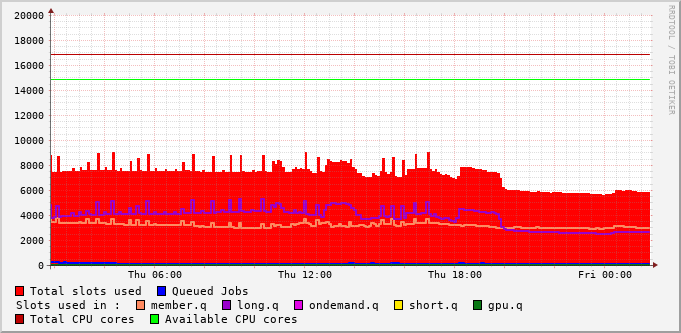 20000
18000
16000
14000
12000
10000
8000
6000
4000
2000
0
Thu 06:00 Thu 12:00 Thu 18:00 Fri 00:00
RRDTOOL / TOBI OETIKER
Total slots used Queued Jobs
Slots used in : member.q long.q ondemand.q short.q gpu.q
Total CPU cores Available CPU cores